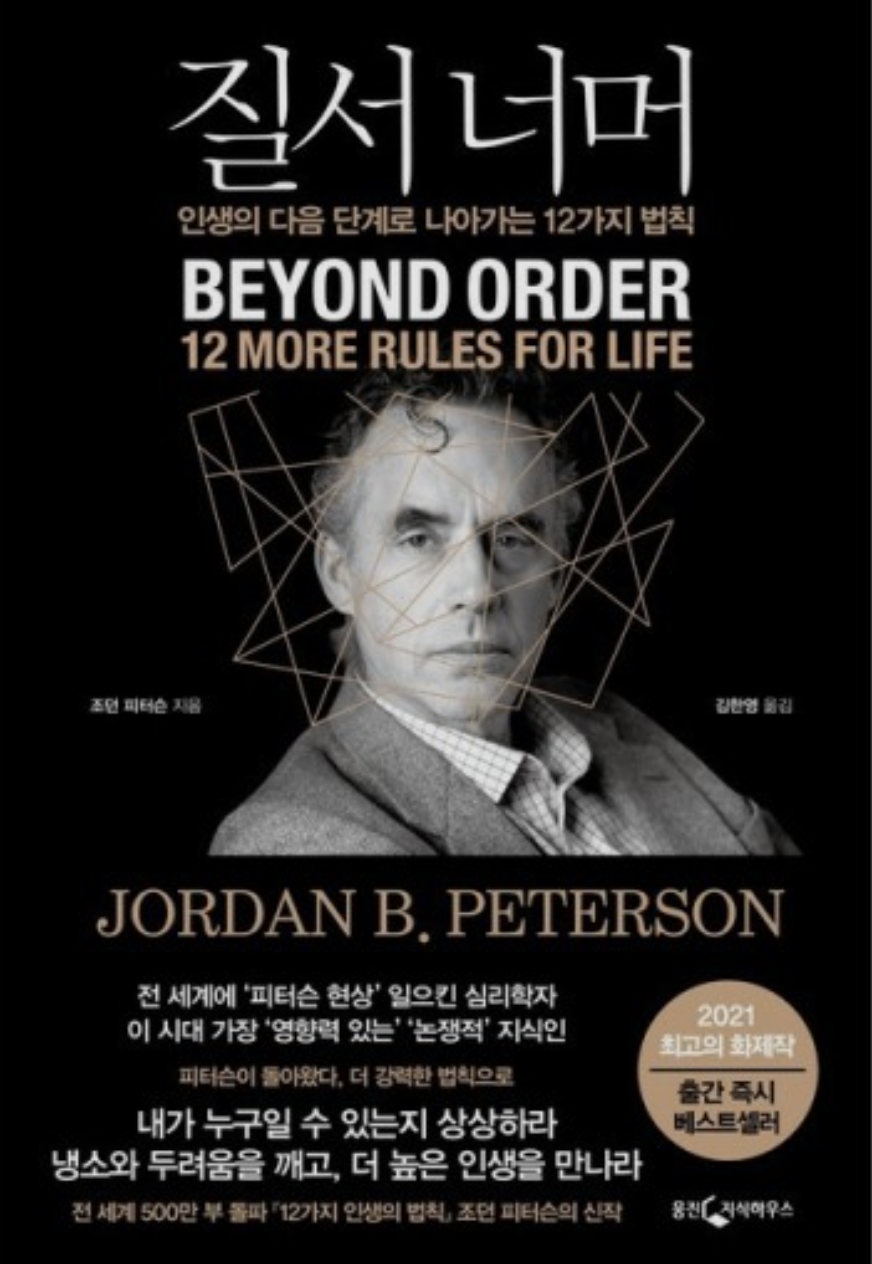 질서 너머
인생의 다음 단계로 나아가는 12가지 법칙
BEYOND ORDER
12 MORE RULES FOR LIFE
조던 피터슨 지음
김한영 옮김
JORDAN B. PETERSON
전 세계에 ‘피터슨 현상’ 일으킨 심리학자
이 시대 가장 ‘영향력 있는’ ‘논쟁적’ 지식인
피터슨이 돌아왔다, 더 강력한 법칙으로
내가 누구일 수 있는지 상상하라
냉소와 두려움을 깨고, 더 높은 인생을 만나라
전 세계 500만 부 돌파 『12가지 인생의 법칙』 조던 피터슨의 신작
2021
최고의 화제작
출간 즉시
베스트셀러
웅진 지식하우스